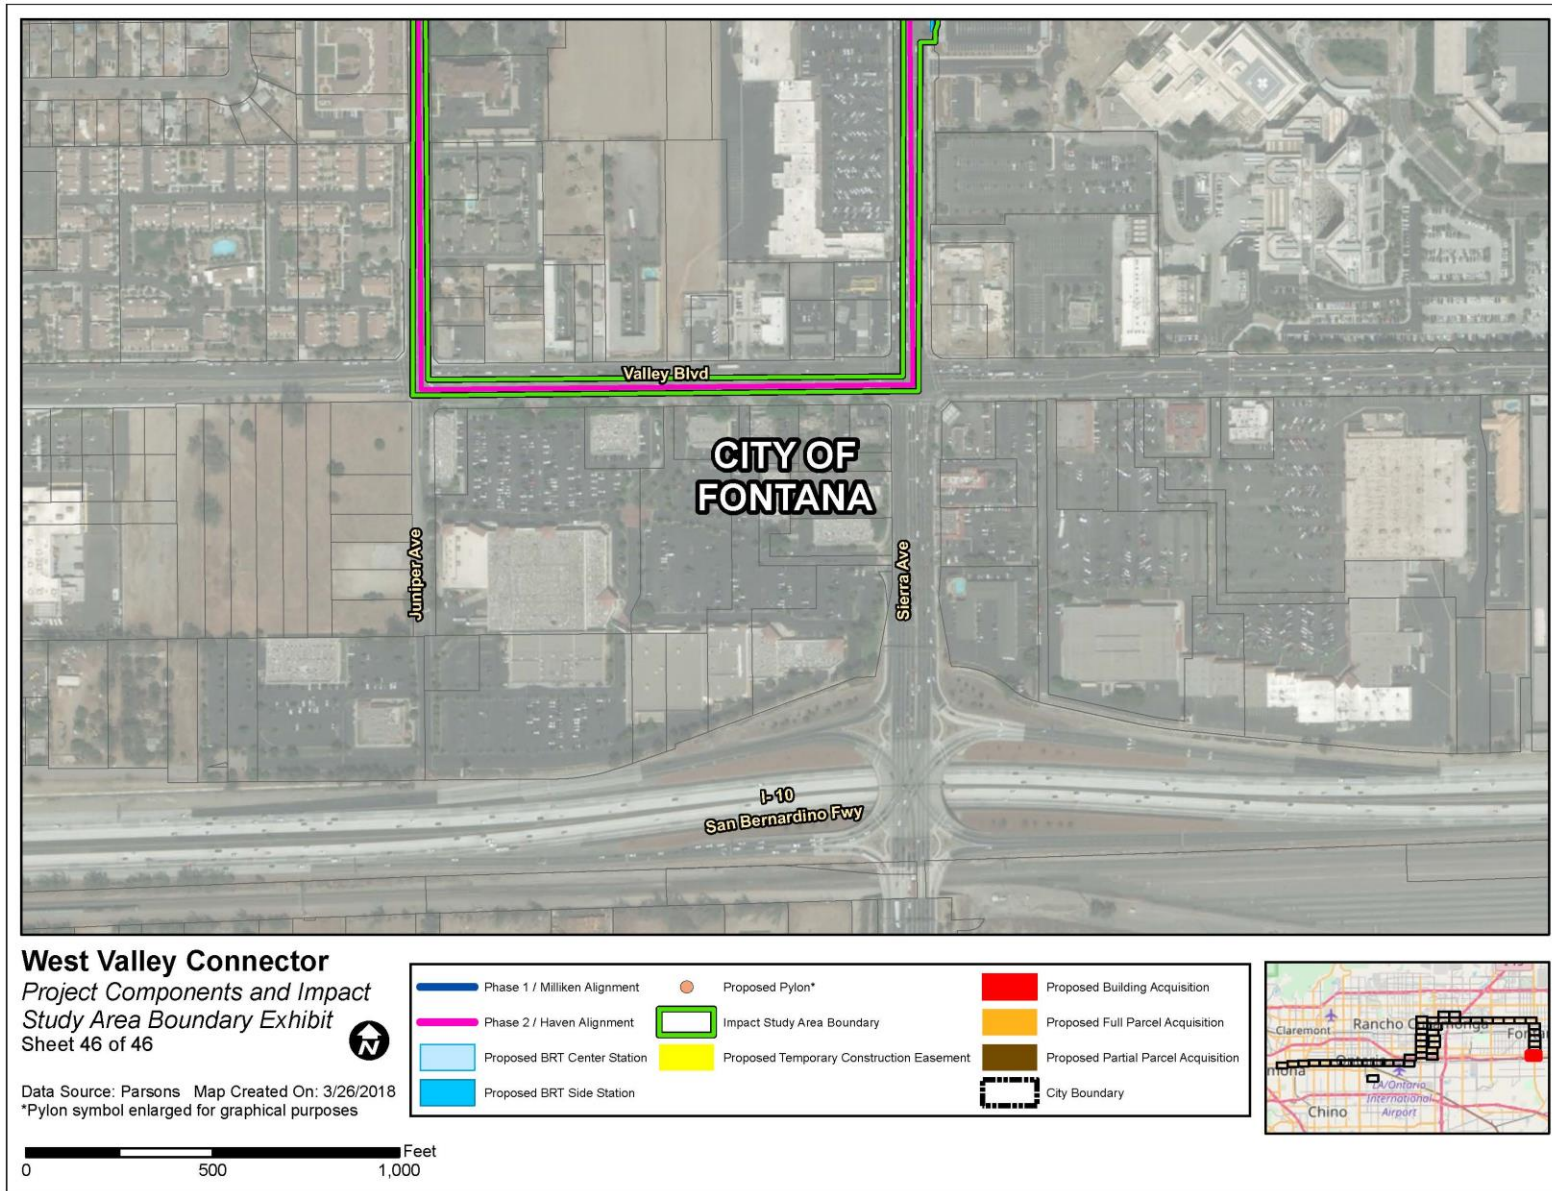 Valley Blvd
CITY OF
FONTANA
Juniper Ave
Sierra Ave
I-10
San Bernardino Fwy
West Valley Connector
Project Components and Impact
Study Area Boundary Exhibit
Sheet 46 of 46
N
Data Source: Parsons Map Created On: 3/26/2018
*Pylon symbol enlarged for graphical purposes
Feet
0 500 1,000
Phase 1 / Milliken Alignment
Phase 2 / Haven Alignment
Proposed BRT Center Station
Proposed BRT Side Station
Proposed Pylon*
Impact Study Area Boundary
Proposed Temporary Construction Easement
Proposed Building Acquisition
Proposed Full Parcel Acquisition
Proposed Partial Parcel Acquisition
City Boundary
Claremont
LA/Ontario
International
Airport
Chino